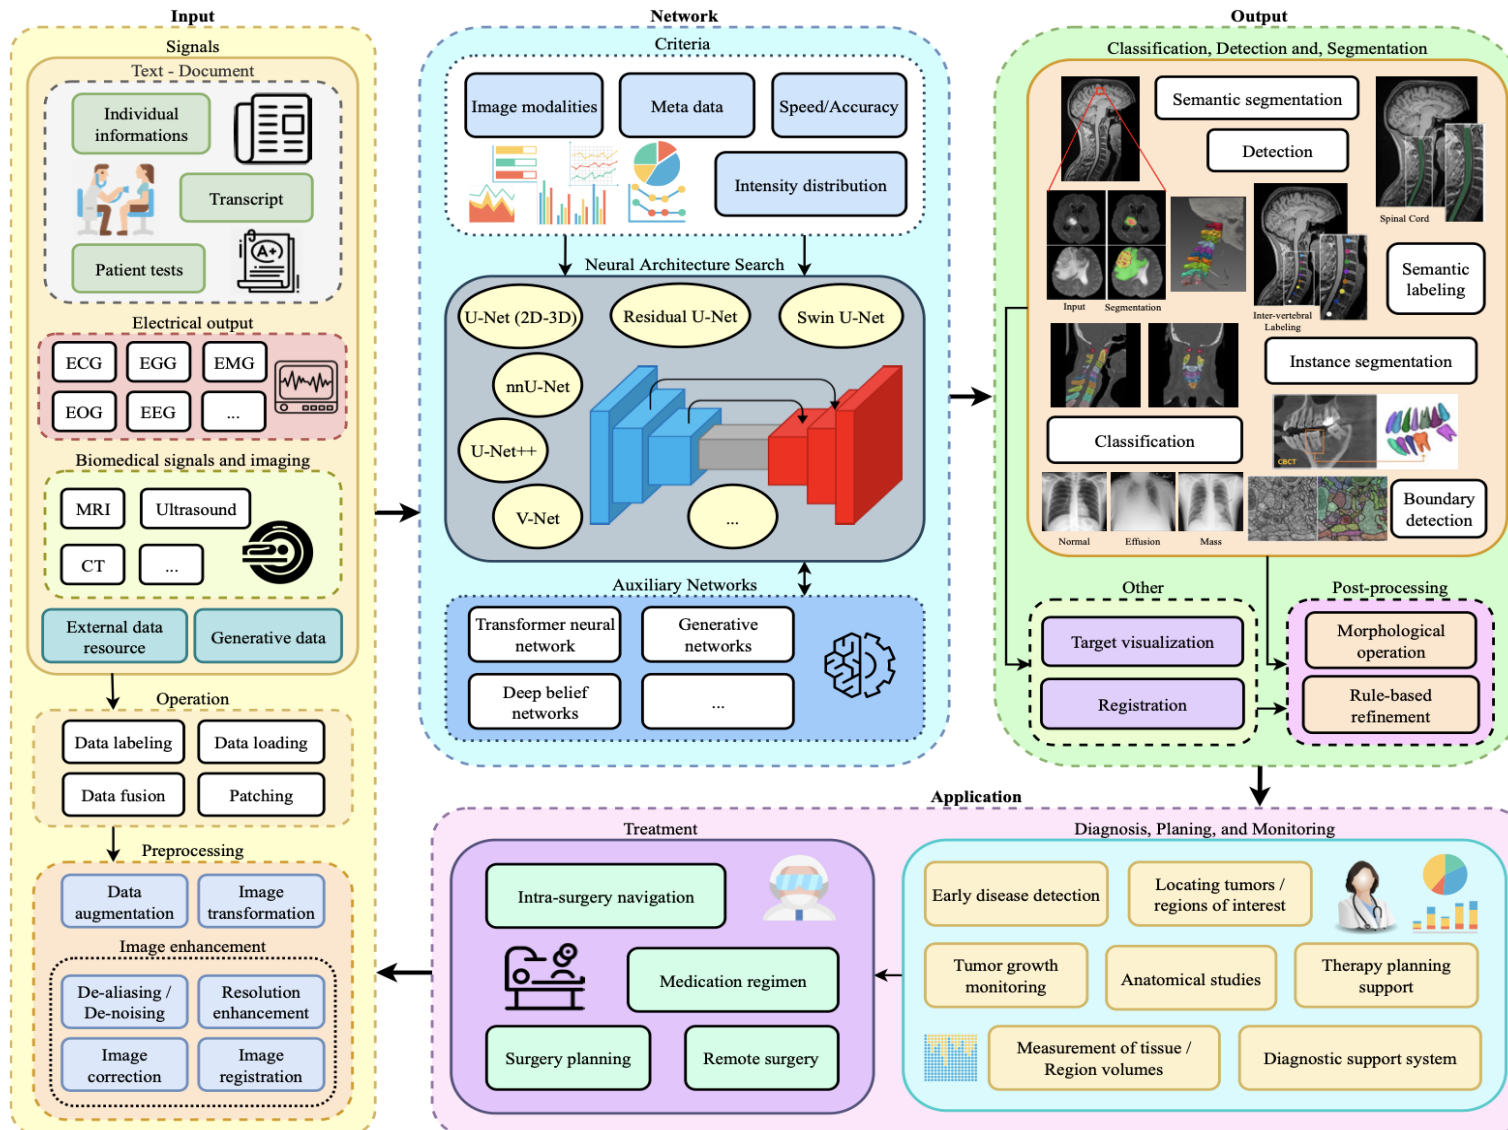 Input
Signals
Text - Document
Individual
informations
Transcript
A+
Patient tests
Electrical output
ECG
EGG
EMG
EOG
EEG
...
Biomedical signals and imaging
MRI
Ultrasound
CT
...
External data
resource
Generative data
Operation
Data labeling
Data loading
Data fusion
Patching
Preprocessing
Data
augmentation
Image
transformation
Image enhancement
De-aliasing /
De-noising
Resolution
enhancement
Image
correction
Image
registration
Network
Criteria
Image modalities
Meta data
Speed/Accuracy
Intensity distribution
Neural Architecture Search
U-Net (2D-3D)
Residual U-Net
Swin U-Net
nnU-Net
U-Net++
V-Net
...
Auxiliary Networks
Transformer neural
network
Generative
networks
Deep belief
networks
...
Output
Classification, Detection and, Segmentation
Semantic segmentation
Detection
Spinal Cord
Input
Segmentation
Semantic
labeling
Inter-vertebral
Labeling
Instance segmentation
Classification
CBCT
Normal
Effusion
Mass
Boundary
detection
Other
Target visualization
Registration
Post-processing
Morphological
operation
Rule-based
refinement
Application
Treatment
Intra-surgery navigation
Medication regimen
Surgery planning
Remote surgery
Diagnosis, Planing, and Monitoring
Early disease detection
Locating tumors /
regions of interest
Tumor growth
monitoring
Anatomical studies
Therapy planning
support
Measurement of tissue /
Region volumes
Diagnostic support system